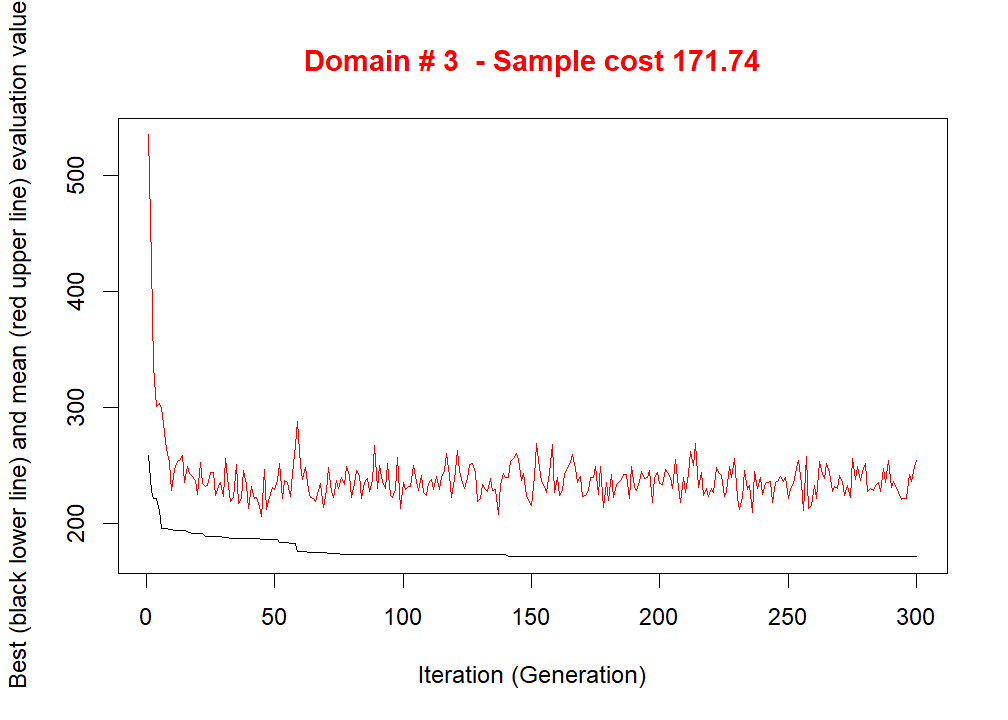 Domain # 3  - Sample cost 171.74
Best (black lower line) and mean (red upper line) evaluation value
500
400
300
200
0 50 100 150 200 250 300
Iteration (Generation)